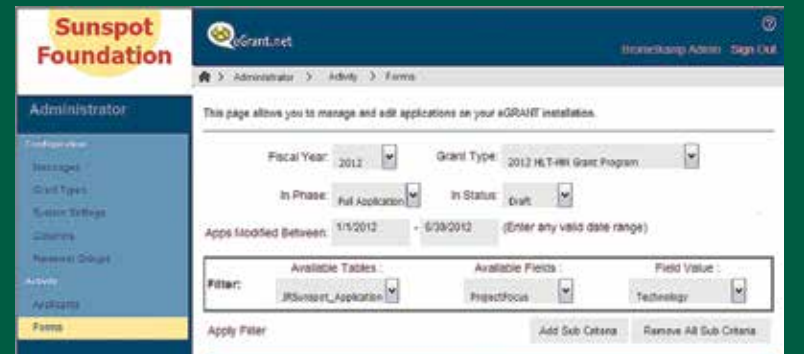 Sunspot
Foundation
eGrant.net
Bromelkamp Admin Sign Out
> Administrator > Activity > Forms
Administrator
Configuration
Messages
Grant Types
System Settings
Columns
Reviewer Groups
Activity
Applicants
Forms
This page allows you to manage and edit applications on your eGRANT installation.
Fiscal Year: 2012 Grant Type: 2012 HLT-HIN Grant Program
In Phase: Full Application In Status: Draft
Apps Modified Between: 1/1/2012 - 6/30/2012 (Enter any valid date range)
Available Tables : Available Fields : Field Value :
Filter: JRSunspot_Application ProjectFocus Technology
Apply Filter Add Sub Criteria Remove All Sub Criteria